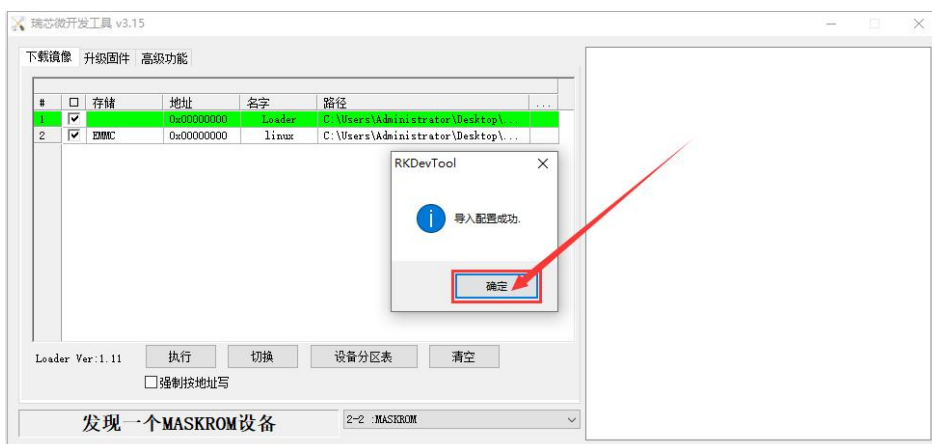 瑞芯微开发工具 v3.15
下载镜像 升级固件 高级功能
# 存储 地址 名字 路径 ...
1 0x00000000 Loader C:\Users\Administrator\Desktop\...
2 EMMC 0x00000000 linux C:\Users\Administrator\Desktop\...
RKDevTool
导入配置成功.
确定
Loader Ver:1.11 执行 切换 设备分区表 清空
强制按地址写
发现一个MASKROM设备 2-2 :MASKROM